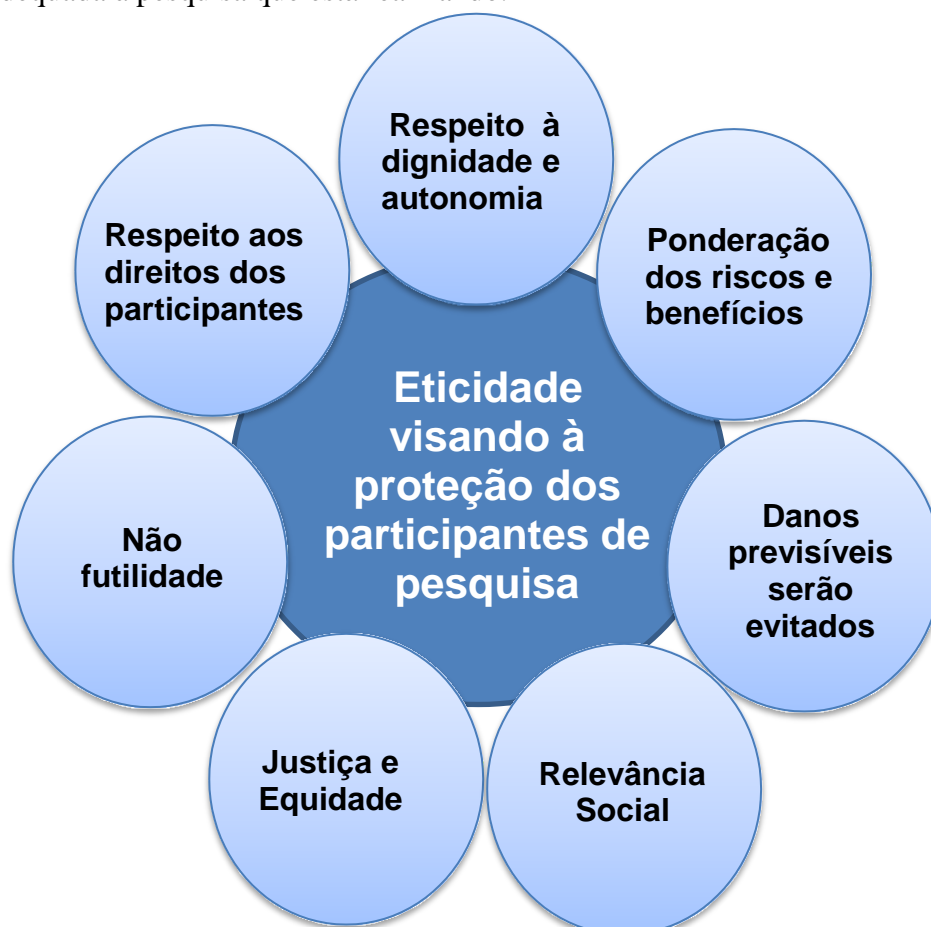 Respeito à
dignidade e
autonomia
Ponderação
dos riscos e
benefícios
Danos
previsíveis
serão
evitados
Relevância
Social
Justiça e
Equidade
Não
futilidade
Respeito aos
direitos dos
participantes
Eticidade
visando à
proteção dos
participantes de
pesquisa